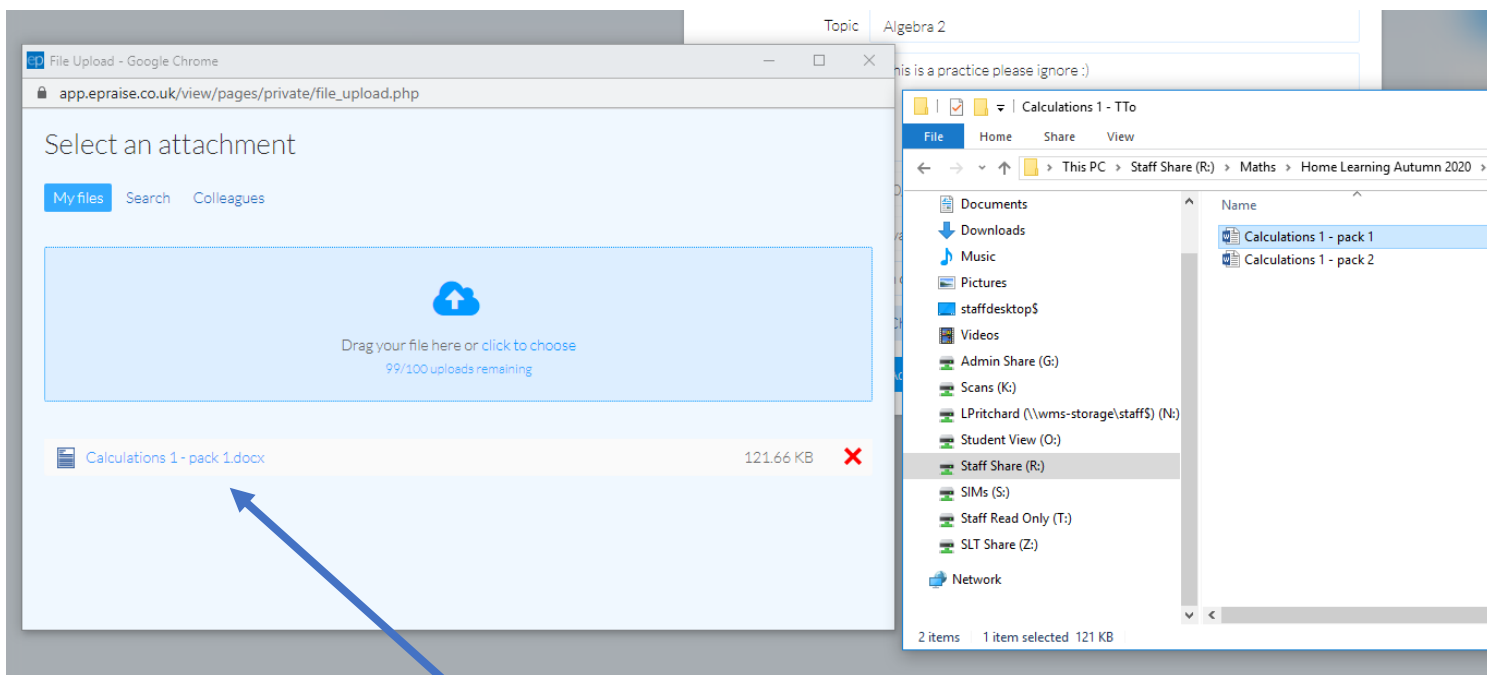 Topic Algebra 2
his is a practice please ignore :)
ep File Upload - Google Chrome
app.epraise.co.uk/view/pages/private/file_upload.php
Select an attachment
My files Search Colleagues
Drag your file here or click to choose
99/100 uploads remaining
Calculations 1 - pack 1.docx 121.66 KB
Calculations 1 - TTo
File Home Share View
This PC > Staff Share (R:) > Maths > Home Learning Autumn 2020 >
Documents
Downloads
Music
Pictures
staffdesktop$
Videos
Admin Share (G:)
Scans (K:)
LPritchard (\\wms-storage\staff$) (N:)
Student View (O:)
Staff Share (R:)
SIMs (S:)
Staff Read Only (T:)
SLT Share (Z:)
Network
Name
Calculations 1 - pack 1
Calculations 1 - pack 2
2 items 1 item selected 121 KB